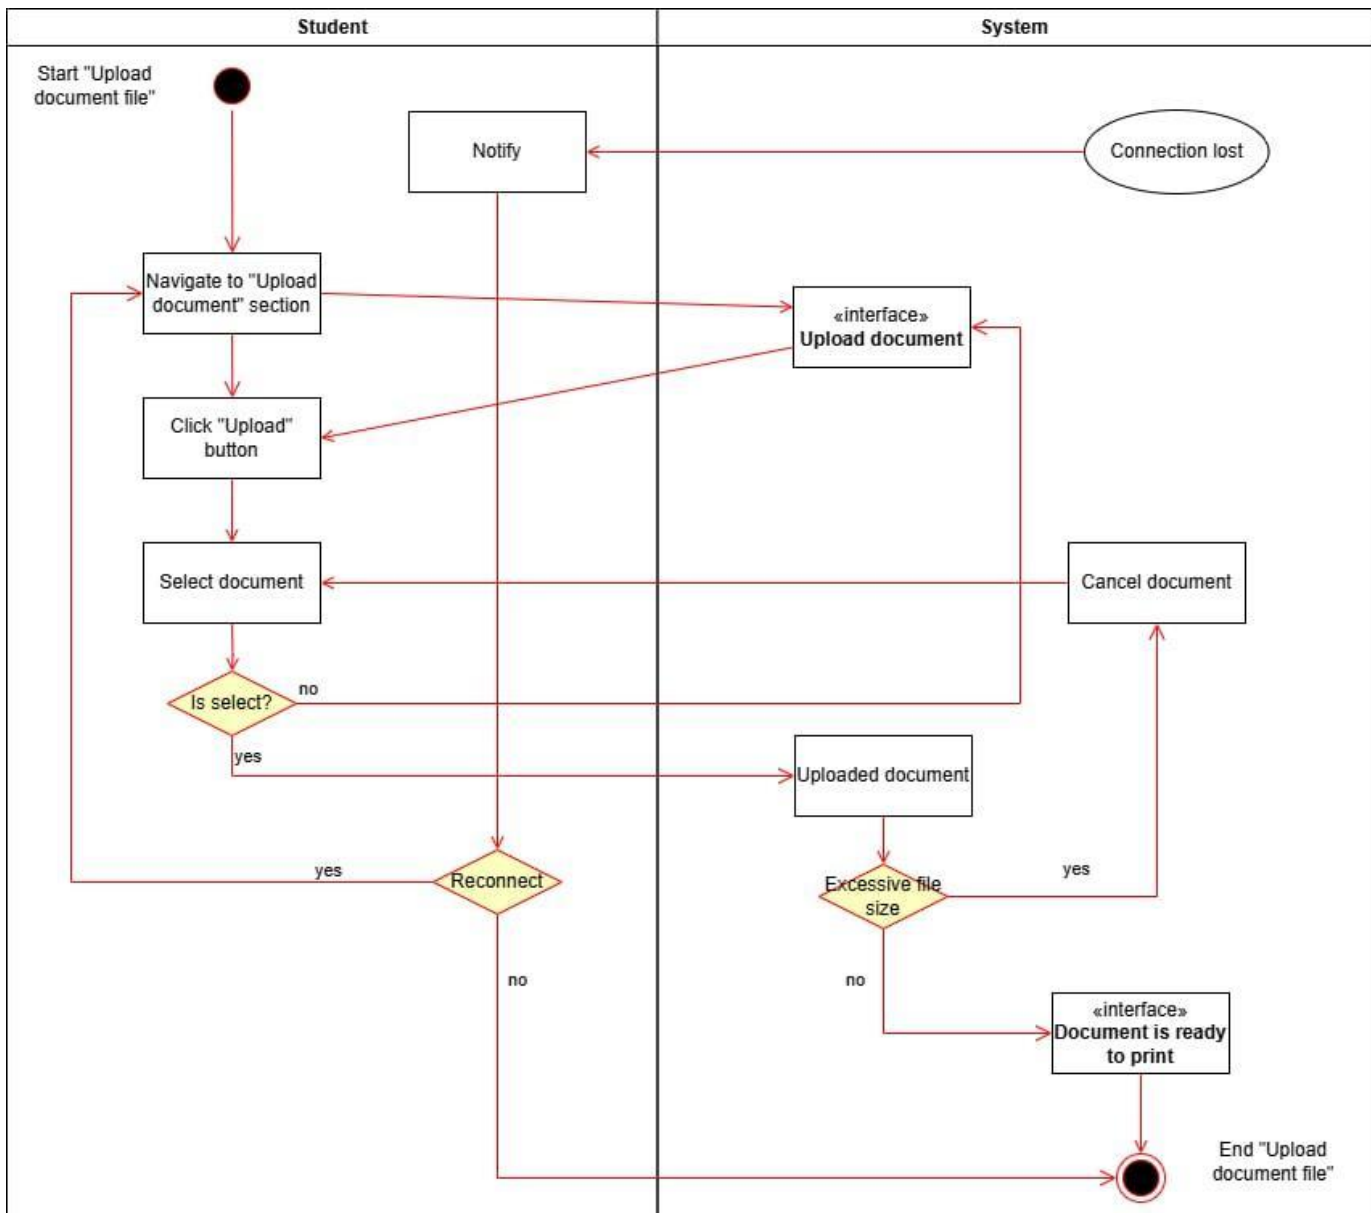 Student
System
Start "Upload
document file"
Notify
Connection lost
Navigate to "Upload
document" section
«interface»
Upload document
Click "Upload"
button
Select document
Cancel document
Is select?
no
yes
Uploaded document
Reconnect
yes
Excessive file
size
yes
no
no
«interface»
Document is ready
to print
End "Upload
document file"